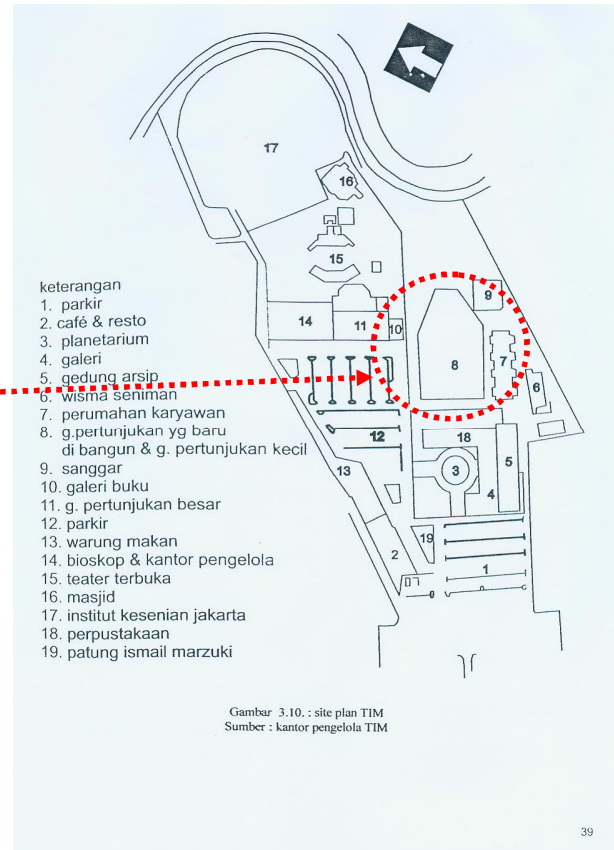 17
16
15
9
14
11
10
8
7
6
12
18
13
3
5
4
19
2
1
keterangan
1. parkir
2. café & resto
3. planetarium
4. galeri
5. gedung arsip
6. wisma seniman
7. perumahan karyawan
8. g.pertunjukan yg baru
di bangun & g. pertunjukan kecil
9. sanggar
10. galeri buku
11. g. pertunjukan besar
12. parkir
13. warung makan
14. bioskop & kantor pengelola
15. teater terbuka
16. masjid
17. institut kesenian jakarta
18. perpustakaan
19. patung ismail marzuki
Gambar 3.10. : site plan TIM
Sumber : kantor pengelola TIM
39